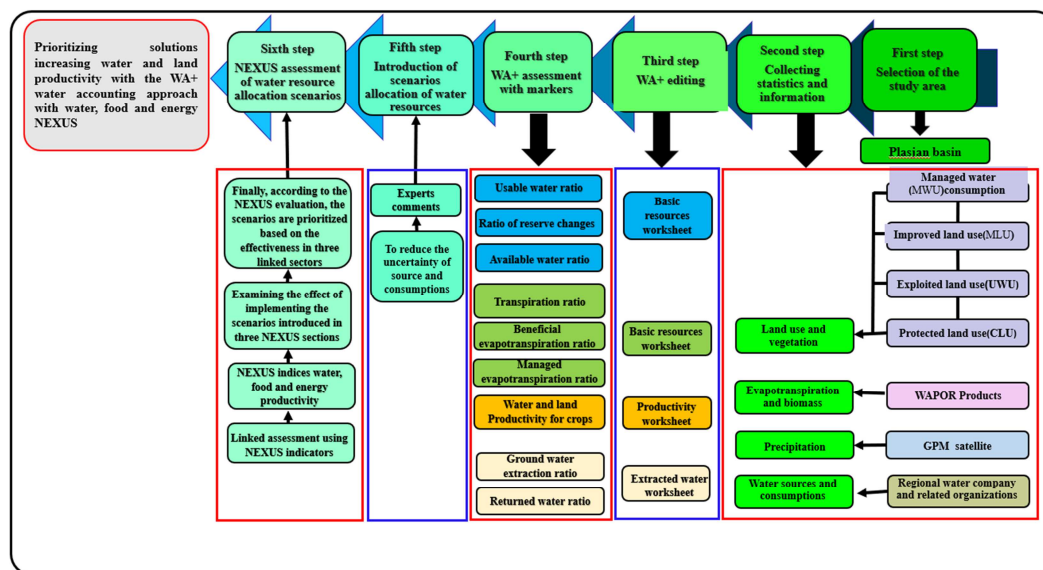 Prioritizing solutions
increasing water and land
productivity with the WA+
water accounting approach
with water, food and energy
NEXUS
Sixth step
NEXUS assessment
of water resource
allocation scenarios
Fifth step
Introduction of
scenarios
allocation of water
resources
Fourth step
WA+ assessment
with markers
Third step
WA+ editing
Second step
Collecting
statistics and
information
First step
Selection of the
study area
Plasjan basin
Finally, according to the
NEXUS evaluation, the
scenarios are prioritized
based on the
effectiveness in three
linked sectors
Examining the effect of
implementing the
scenarios introduced in
three NEXUS sections
NEXUS indices water,
food and energy
productivity
Linked assessment using
NEXUS indicators
Experts
comments
To reduce the
uncertainty of
source and
consumptions
Usable water ratio
Ratio of reserve changes
Available water ratio
Transpiration ratio
Beneficial
evapotranspiration ratio
Managed
evapotranspiration ratio
Water and land
Productivity for crops
Ground water
extraction ratio
Returned water ratio
Basic
resources
worksheet
Basic
resources worksheet
Productivity worksheet
Extracted water
worksheet
Land use and
vegetation
Evapotranspiration
and biomass
Precipitation
Water sources and
consumptions
Managed water
(MWU)consumption
Improved land use(MLU)
Exploited land use(UWU)
Protected land use(CLU)
WAPOR Products
GPM satellite
Regional water company
and related organizations